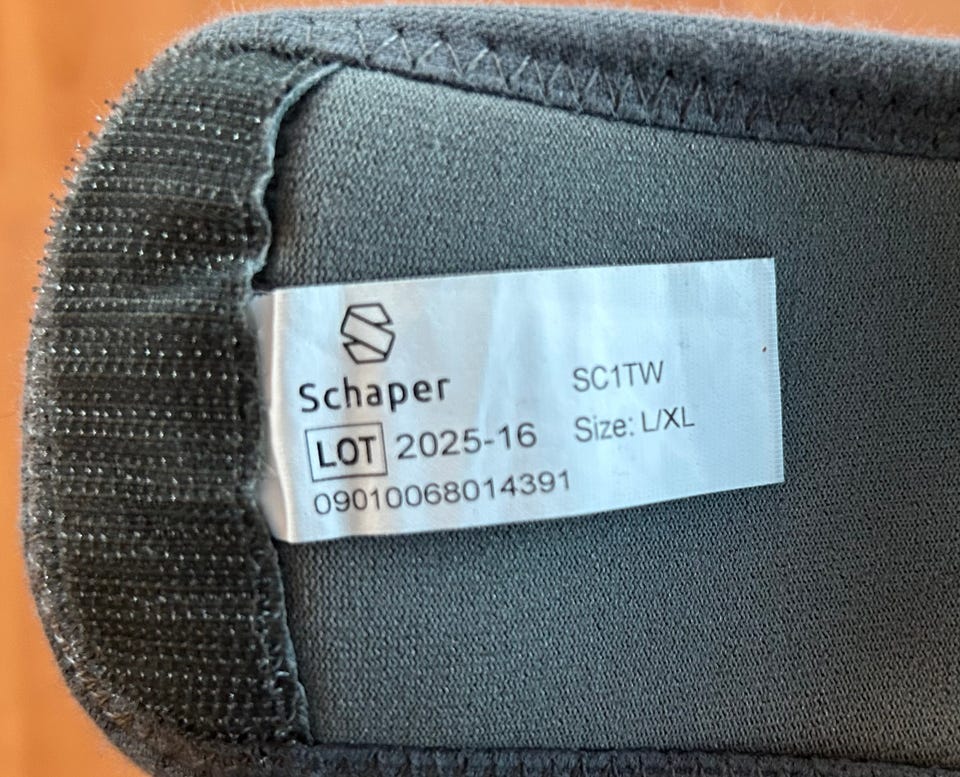 Schaper
LOT 2025-16
09010068014391
SC1TW
Size: L/XL